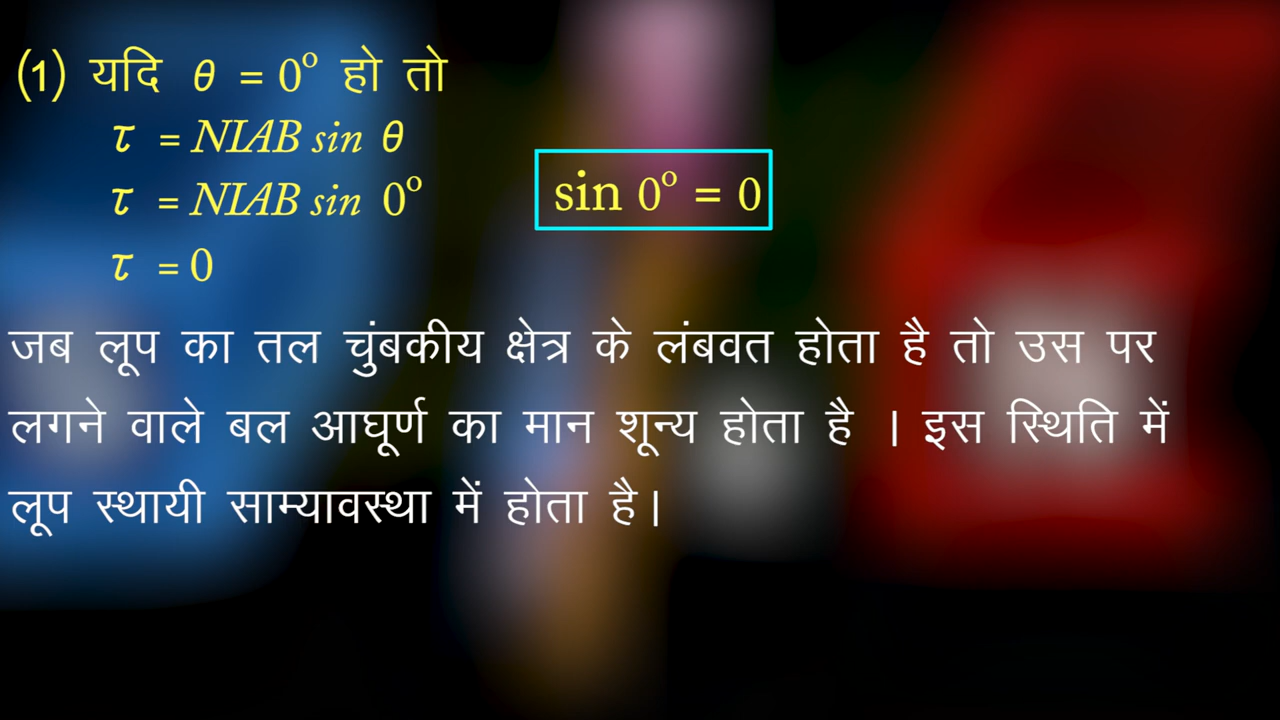 (1) यदि θ = 0° हो तो
τ = NIAB sin θ
τ = NIAB sin 0°
sin 0° = 0
τ = 0
जब लूप का तल चुंबकीय क्षेत्र के लंबवत होता है तो उस पर
लगने वाले बल आघूर्ण का मान शून्य होता है । इस स्थिति में
लूप स्थायी साम्यावस्था में होता है।